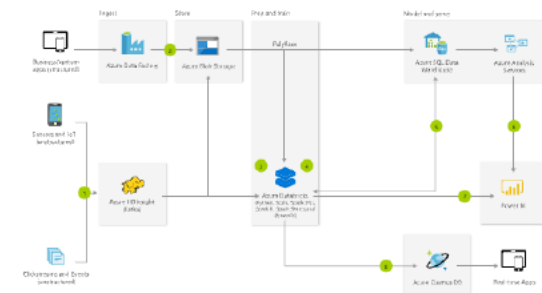 Ingest
Store
Prep and train
Model and serve
Business/custom
apps (structured)
Azure Data Factory
Azure Blob Storage
PolyBase
Azure SQL Data
Warehouse
Azure Analysis
Services
Sensors and IoT
(unstructured)
Azure HDInsight
(Kafka)
Azure Databricks
Power BI
Clickstreams and Events
(unstructured)
Azure Cosmos DB
Real-time Apps